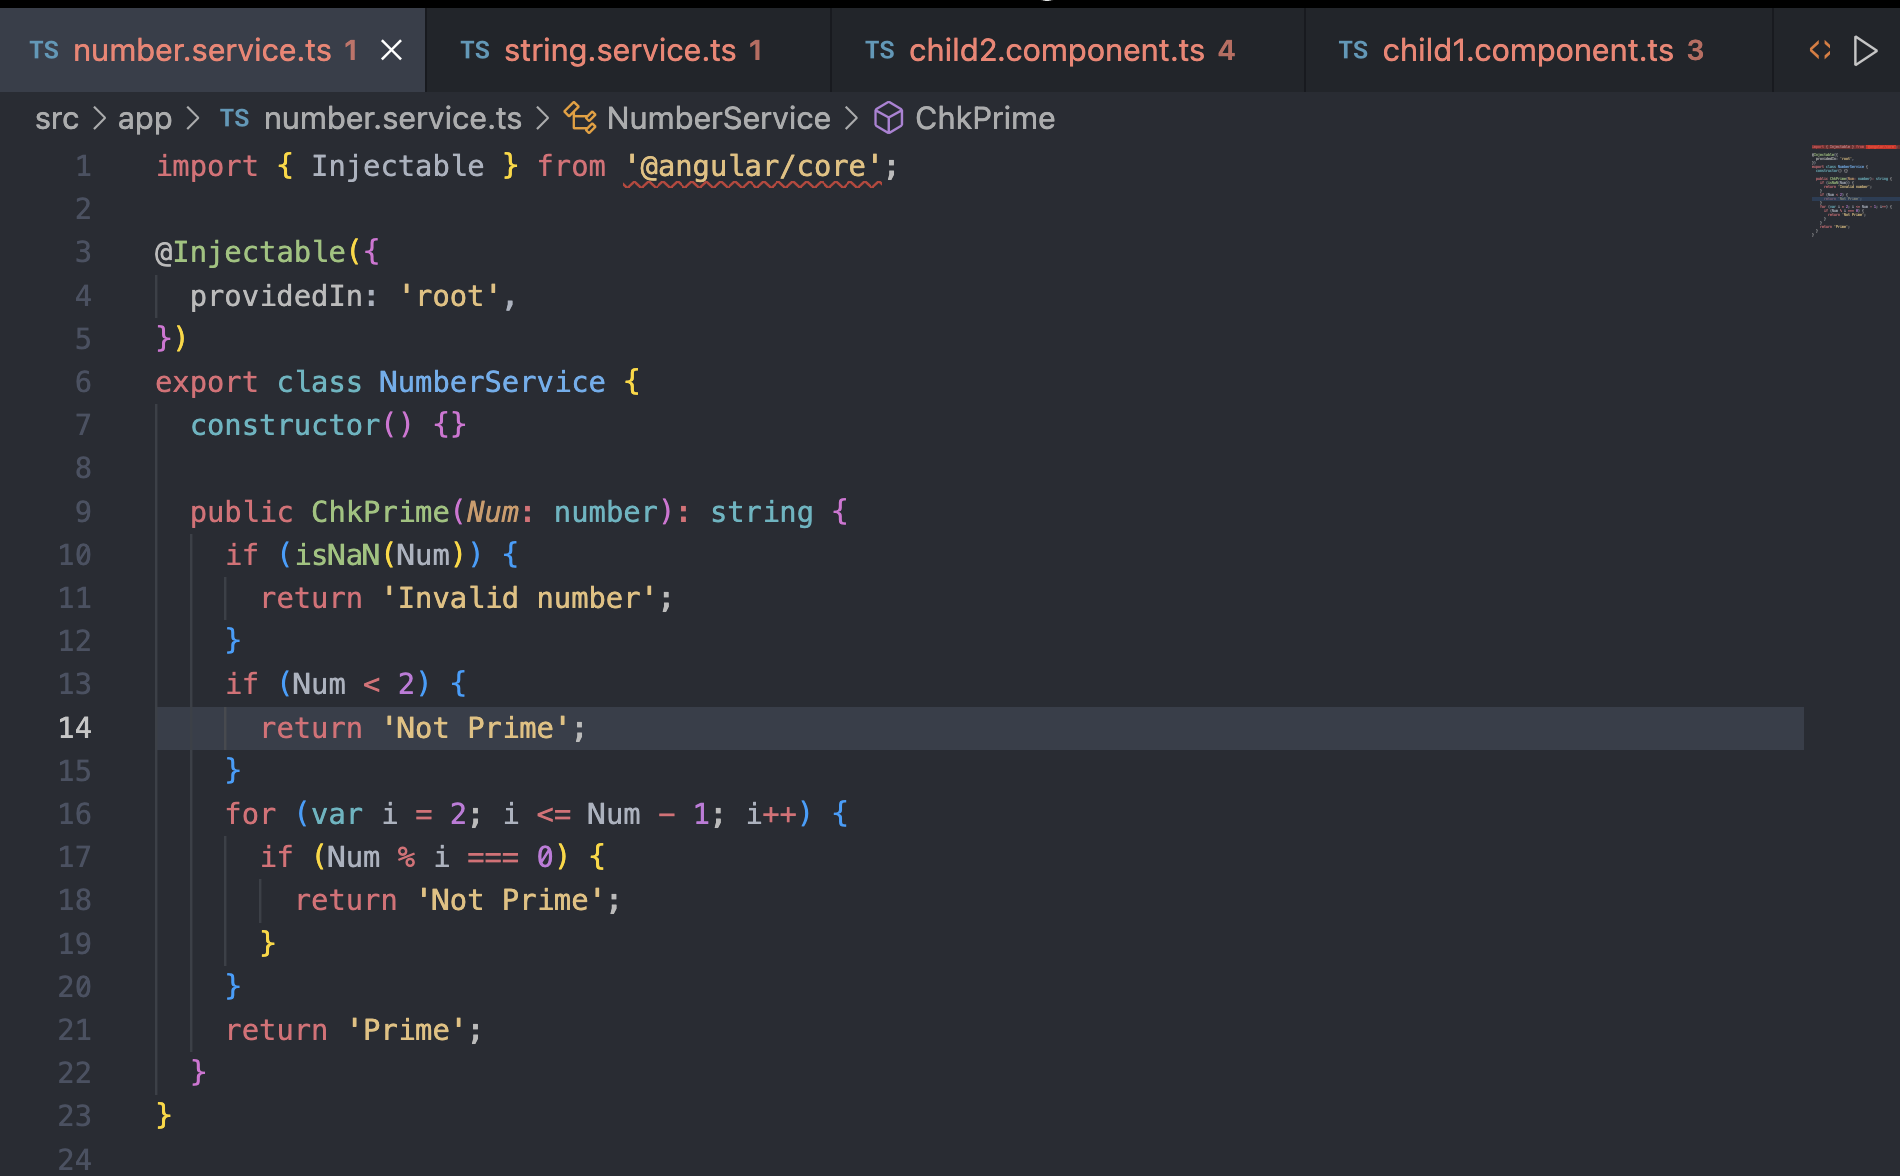 TS number.service.ts 1 TS string.service.ts 1 TS child2.component.ts 4 TS child1.component.ts 3
src > app > TS number.service.ts > NumberService > ChkPrime
1 import { Injectable } from '@angular/core';
2
3 @Injectable({
4 providedIn: 'root',
5 })
6 export class NumberService {
7 constructor() {}
8
9 public ChkPrime(Num: number): string {
10 if (isNaN(Num)) {
11 return 'Invalid number';
12 }
13 if (Num < 2) {
14 return 'Not Prime';
15 }
16 for (var i = 2; i <= Num - 1; i++) {
17 if (Num % i === 0) {
18 return 'Not Prime';
19 }
20 }
21 return 'Prime';
22 }
23 }
24